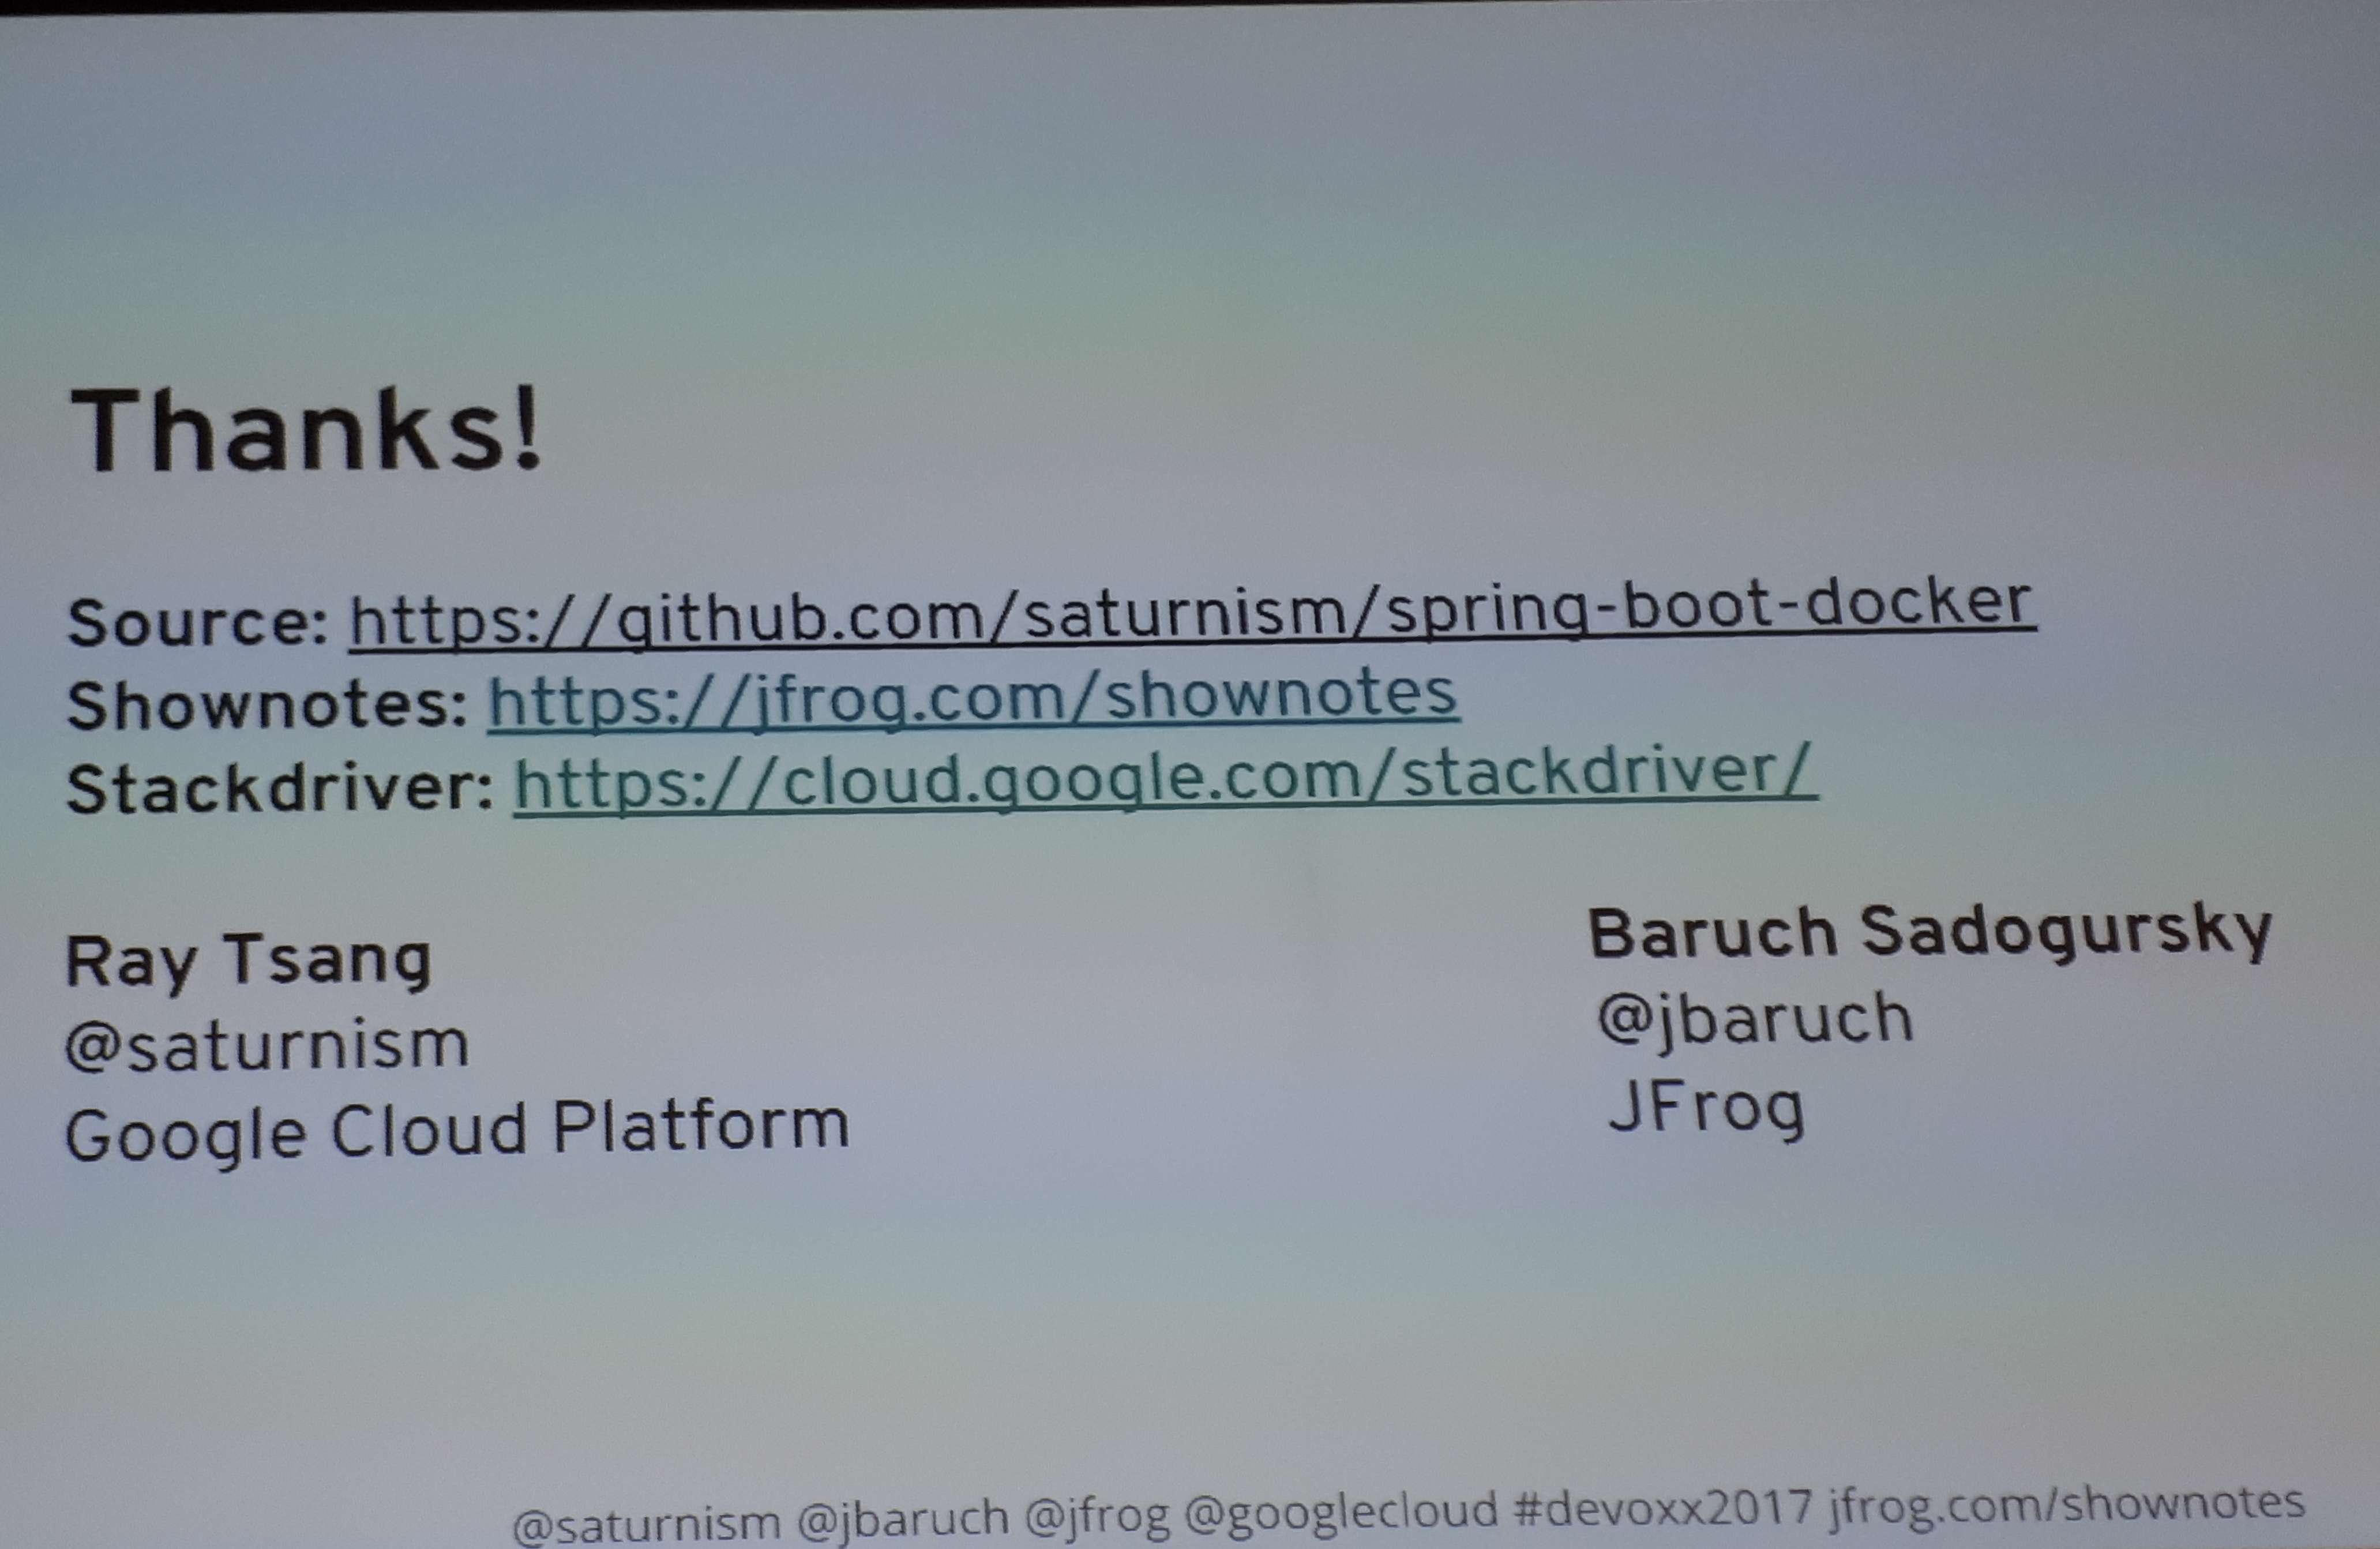 Thanks!
Source: https://github.com/saturnism/spring-boot-docker
Shownotes: https://jfrog.com/shownotes
Stackdriver: https://cloud.google.com/stackdriver/
Ray Tsang
@saturnism
Google Cloud Platform
Baruch Sadogursky
@jbaruch
JFrog
@saturnism @jbaruch @jfrog @googlecloud #devoxx2017 jfrog.com/shownotes